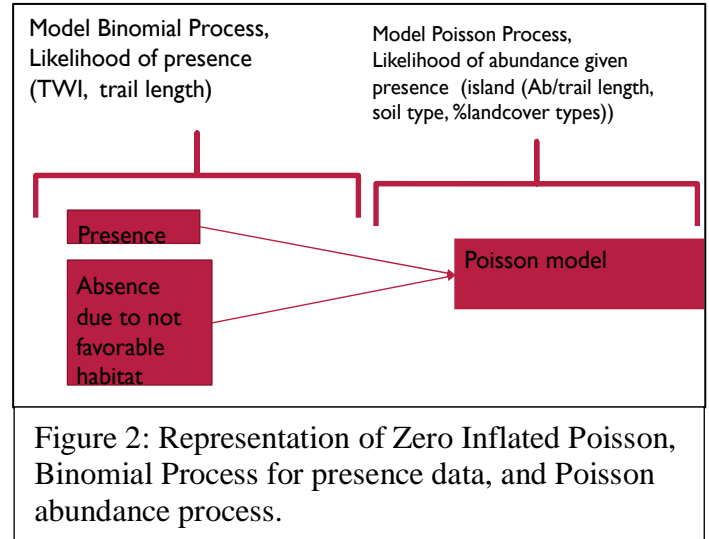 Model Binomial Process,
Likelihood of presence
(TWI, trail length)
Model Poisson Process,
Likelihood of abundance given
presence (island (Ab/trail length,
soil type, %landcover types))
Presence
Absence
due to not
favorable
habitat
Poisson model
Figure 2: Representation of Zero Inflated Poisson,
Binomial Process for presence data, and Poisson
abundance process.